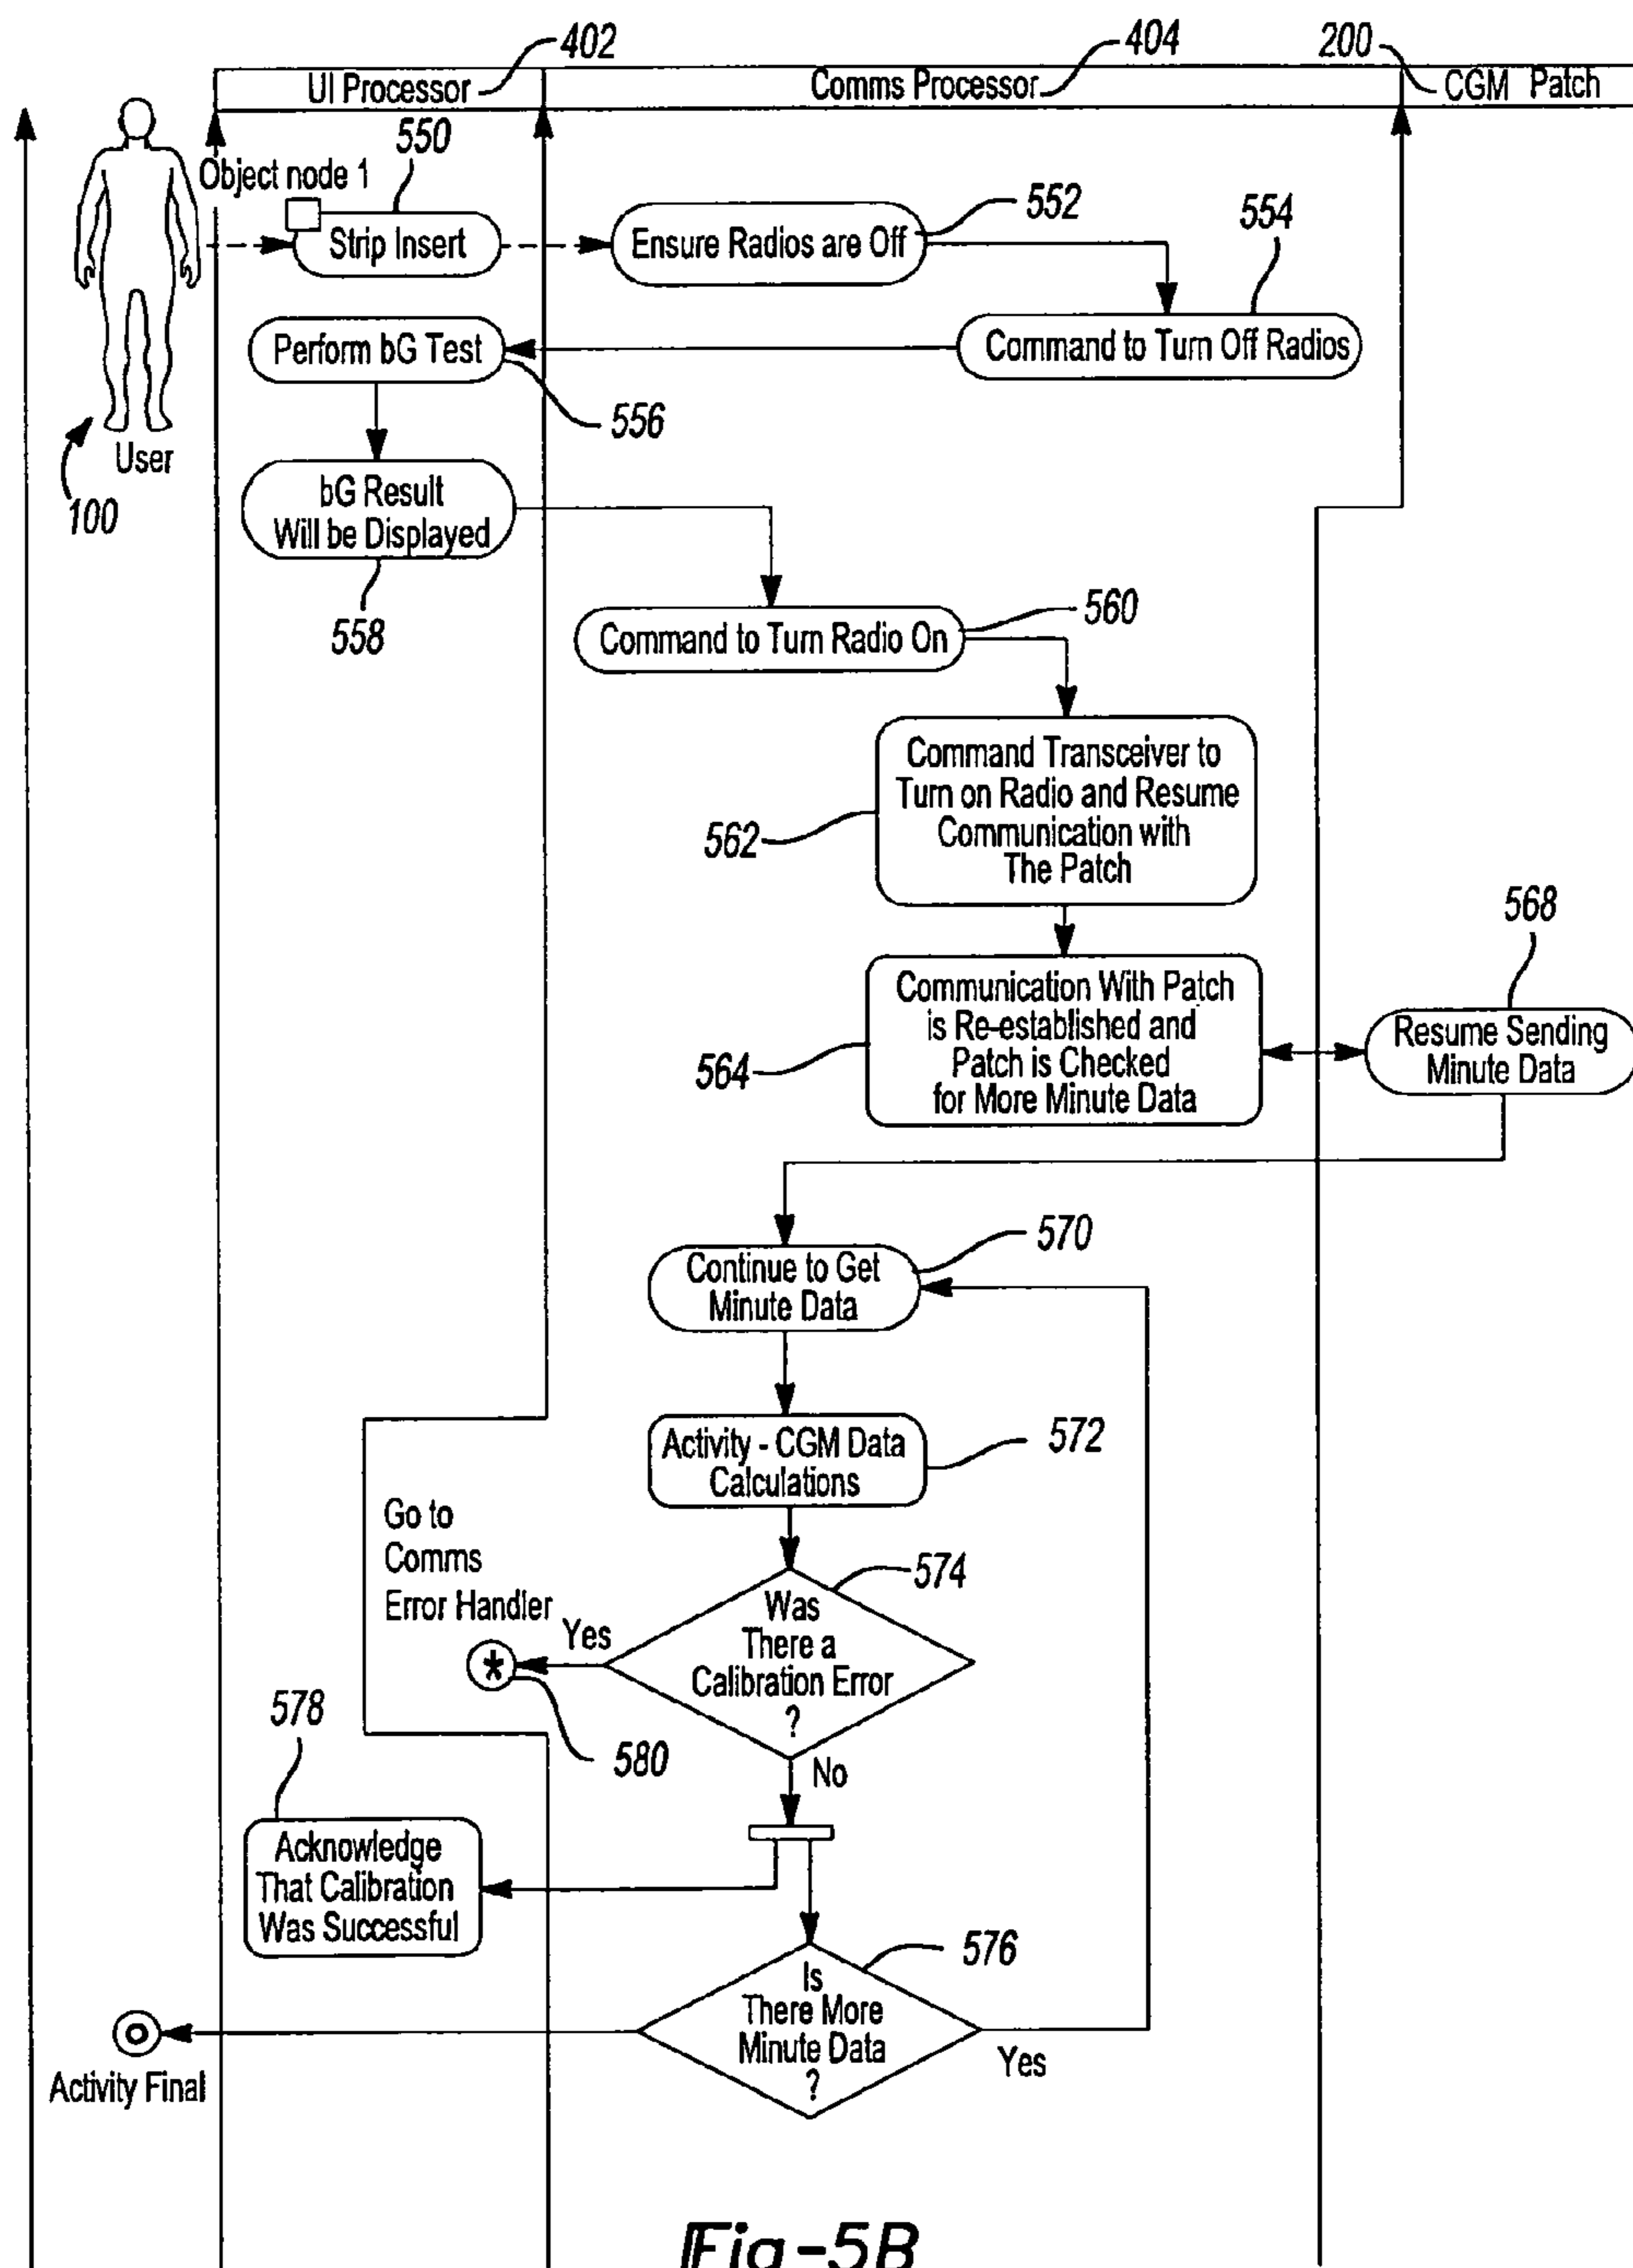 402
404
200
UI Processor
Comms Processor
CGM Patch
550
Object node 1
Strip Insert
552
Ensure Radios are Off
554
Command to Turn Off Radios
Perform bG Test
556
User
100
bG Result
Will be Displayed
558
560
Command to Turn Radio On
Command Transceiver to
Turn on Radio and Resume
Communication with
The Patch
562
568
Communication With Patch
is Re-established and
Patch is Checked
for More Minute Data
564
Resume Sending
Minute Data
570
Continue to Get
Minute Data
572
Activity - CGM Data
Calculations
Go to
Comms
Error Handler
574
Was
There a
Calibration Error
?
Yes
*
580
No
578
Acknowledge
That Calibration
Was Successful
576
Is
There More
Minute Data
?
Yes
Activity Final
Fig-5B